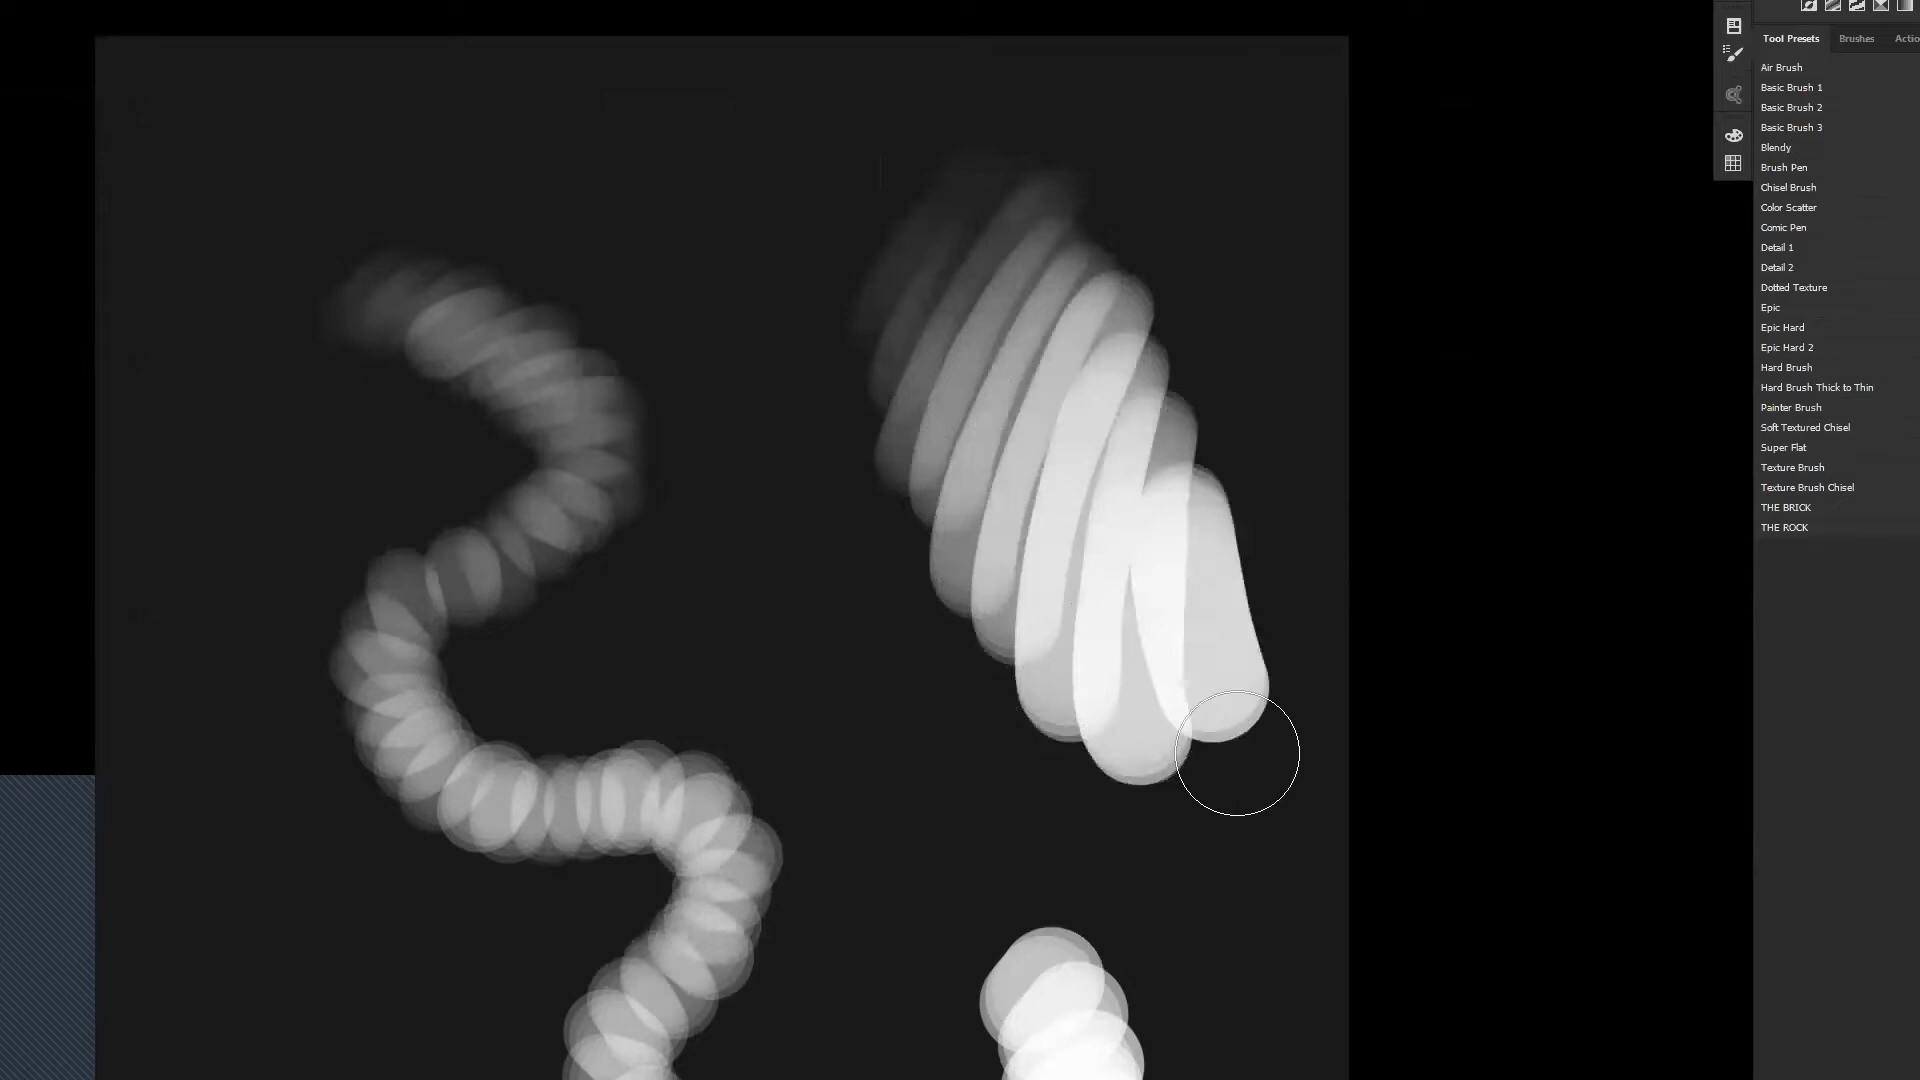 Tool Presets
Brushes
Actio
Air Brush
Basic Brush 1
Basic Brush 2
Basic Brush 3
Blendy
Brush Pen
Chisel Brush
Color Scatter
Comic Pen
Detail 1
Detail 2
Dotted Texture
Epic
Epic Hard
Epic Hard 2
Hard Brush
Hard Brush Thick to Thin
Painter Brush
Soft Textured Chisel
Super Flat
Texture Brush
Texture Brush Chisel
THE BRICK
THE ROCK